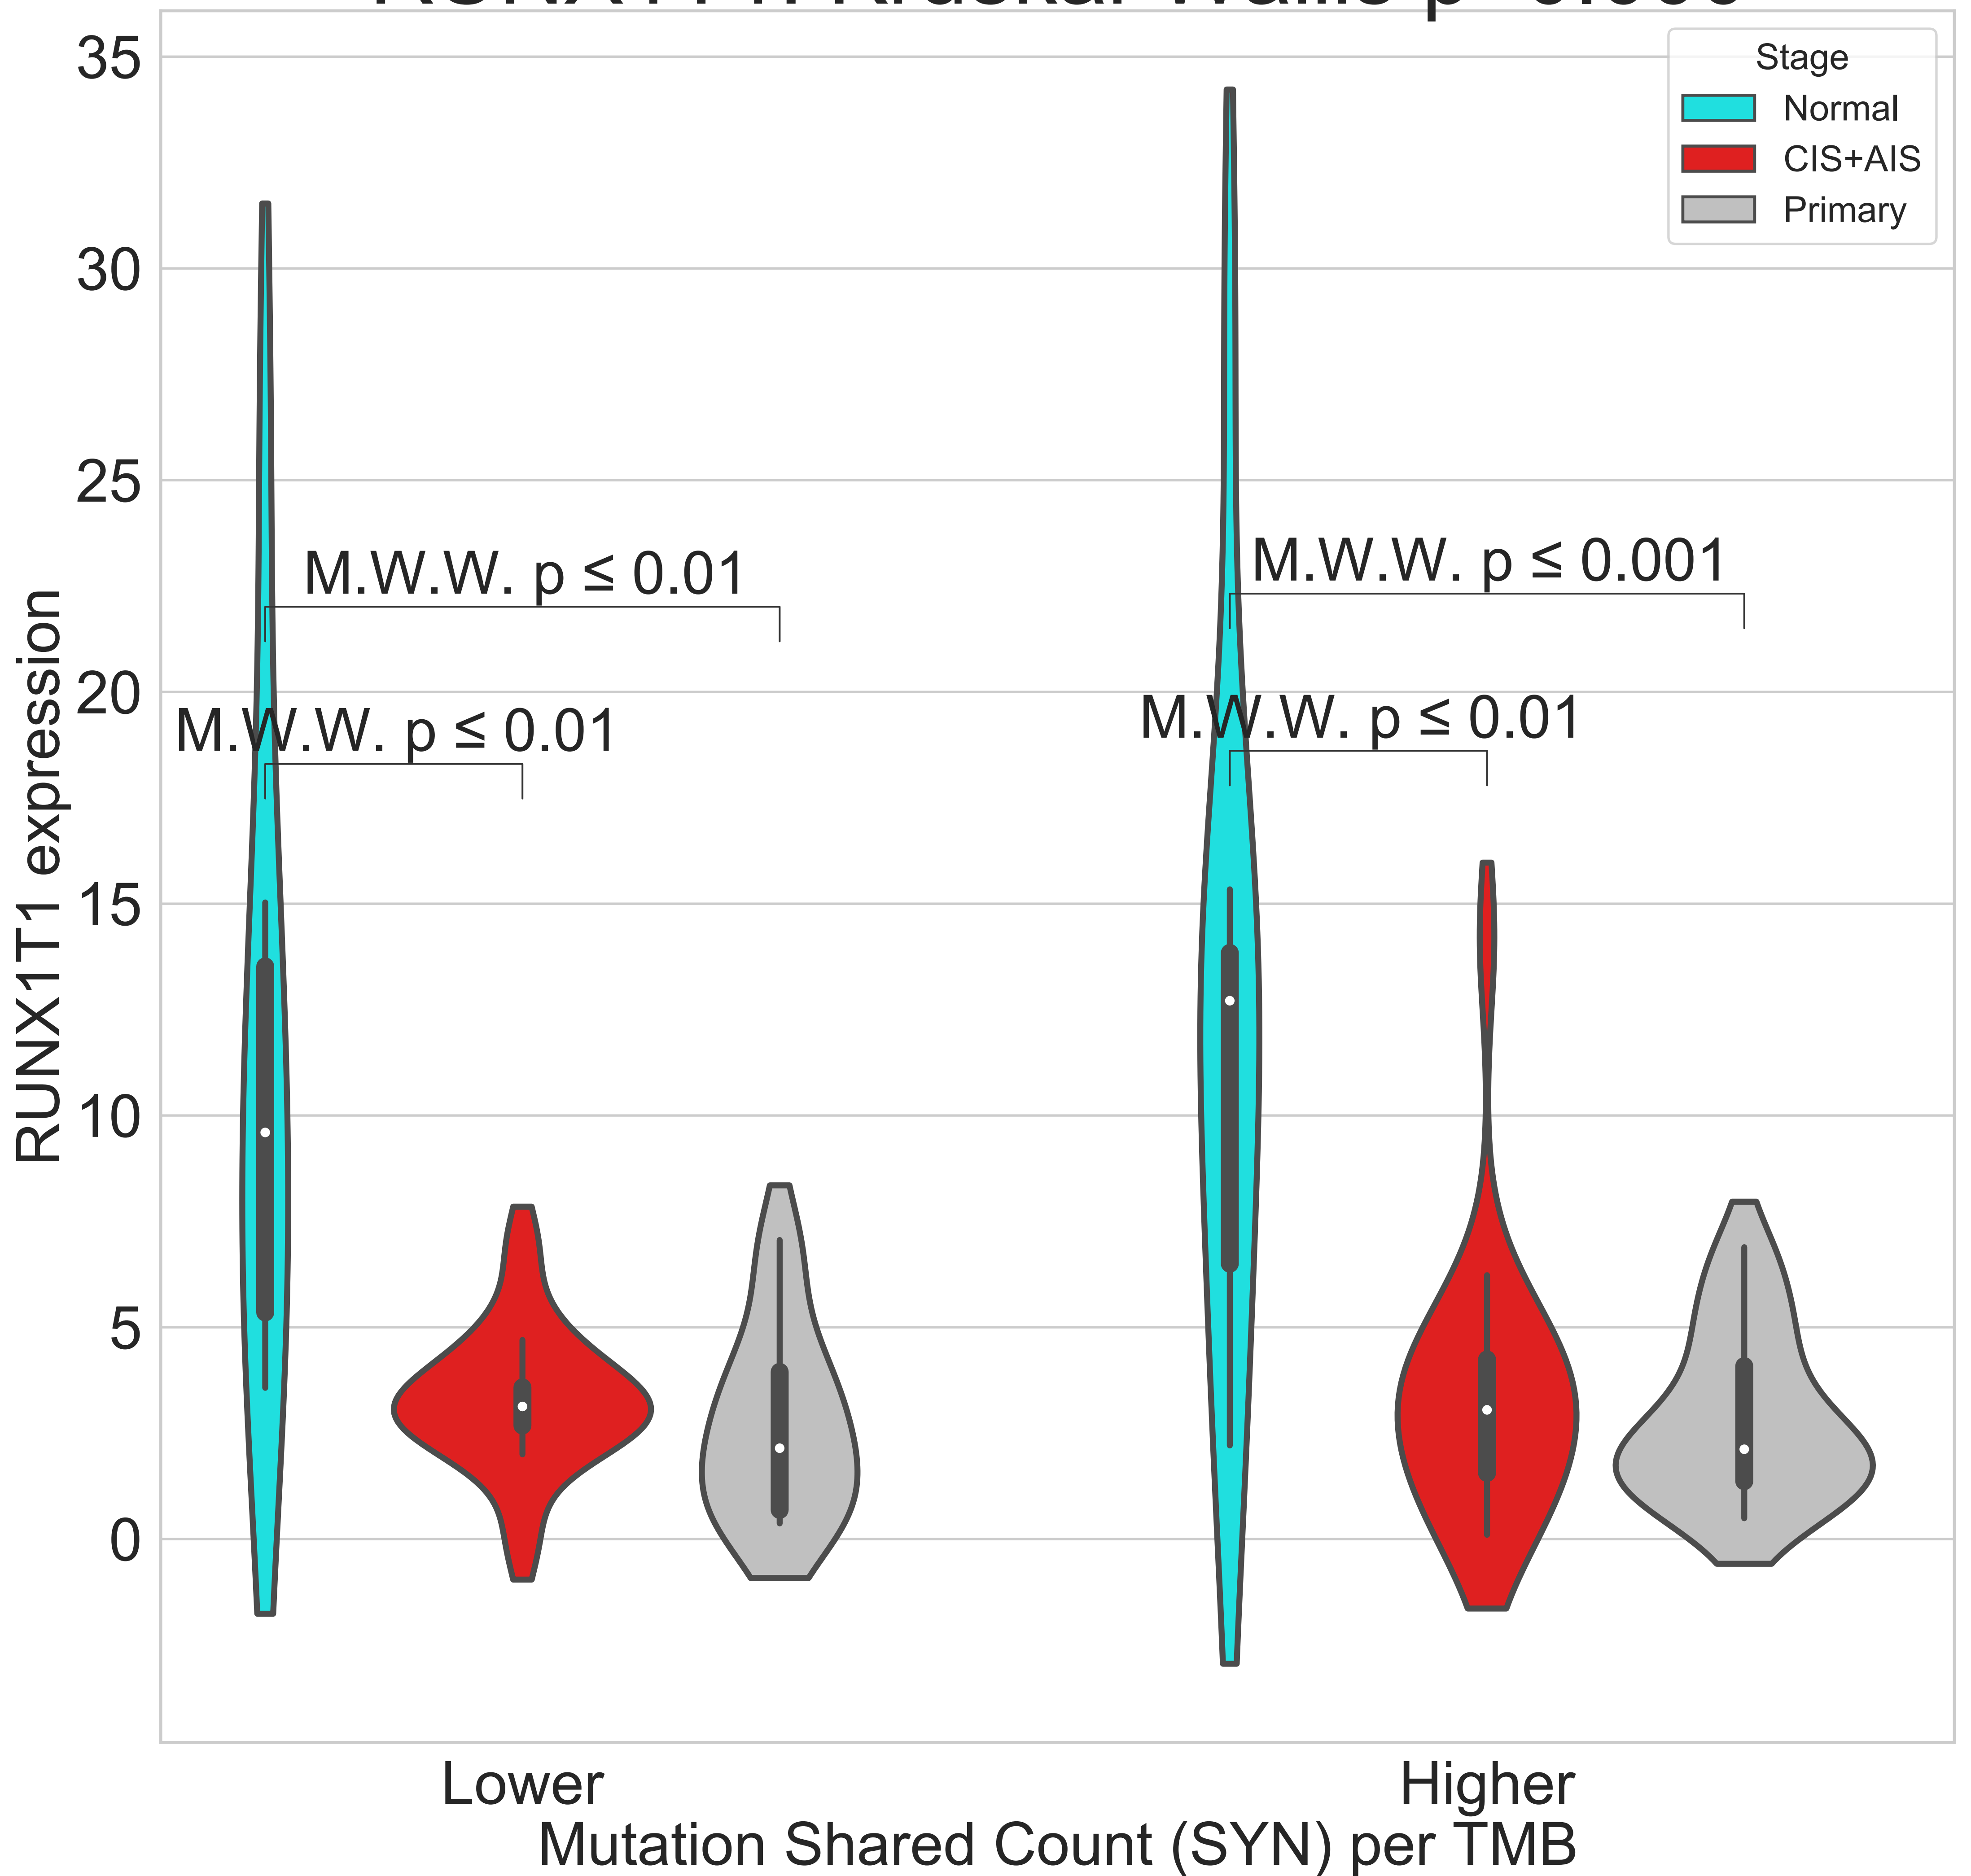 35
Stage
Normal
CIS+AIS
Primary
30
25
M.W.W. p ≤ 0.01
M.W.W. p ≤ 0.001
20
M.W.W. p ≤ 0.01
M.W.W. p ≤ 0.01
15
10
5
0
RUNX1T1 expression
Lower
Higher
Mutation Shared Count (SYN) per TMB